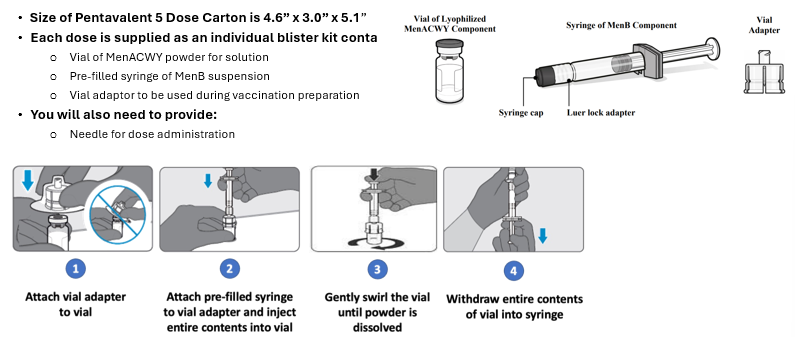 • Size of Pentavalent 5 Dose Carton is 4.6” x 3.0” x 5.1”
• Each dose is supplied as an individual blister kit conta
o Vial of MenACWY powder for solution
o Pre-filled syringe of MenB suspension
o Vial adaptor to be used during vaccination preparation
• You will also need to provide:
o Needle for dose administration
Vial of Lyophilized
MenACWY Component
Syringe of MenB Component
Vial
Adapter
Syringe cap
Luer lock adapter
1
Attach vial adapter
to vial
2
Attach pre-filled syringe
to vial adapter and inject
entire contents into vial
3
Gently swirl the vial
until powder is
dissolved
4
Withdraw entire contents
of vial into syringe